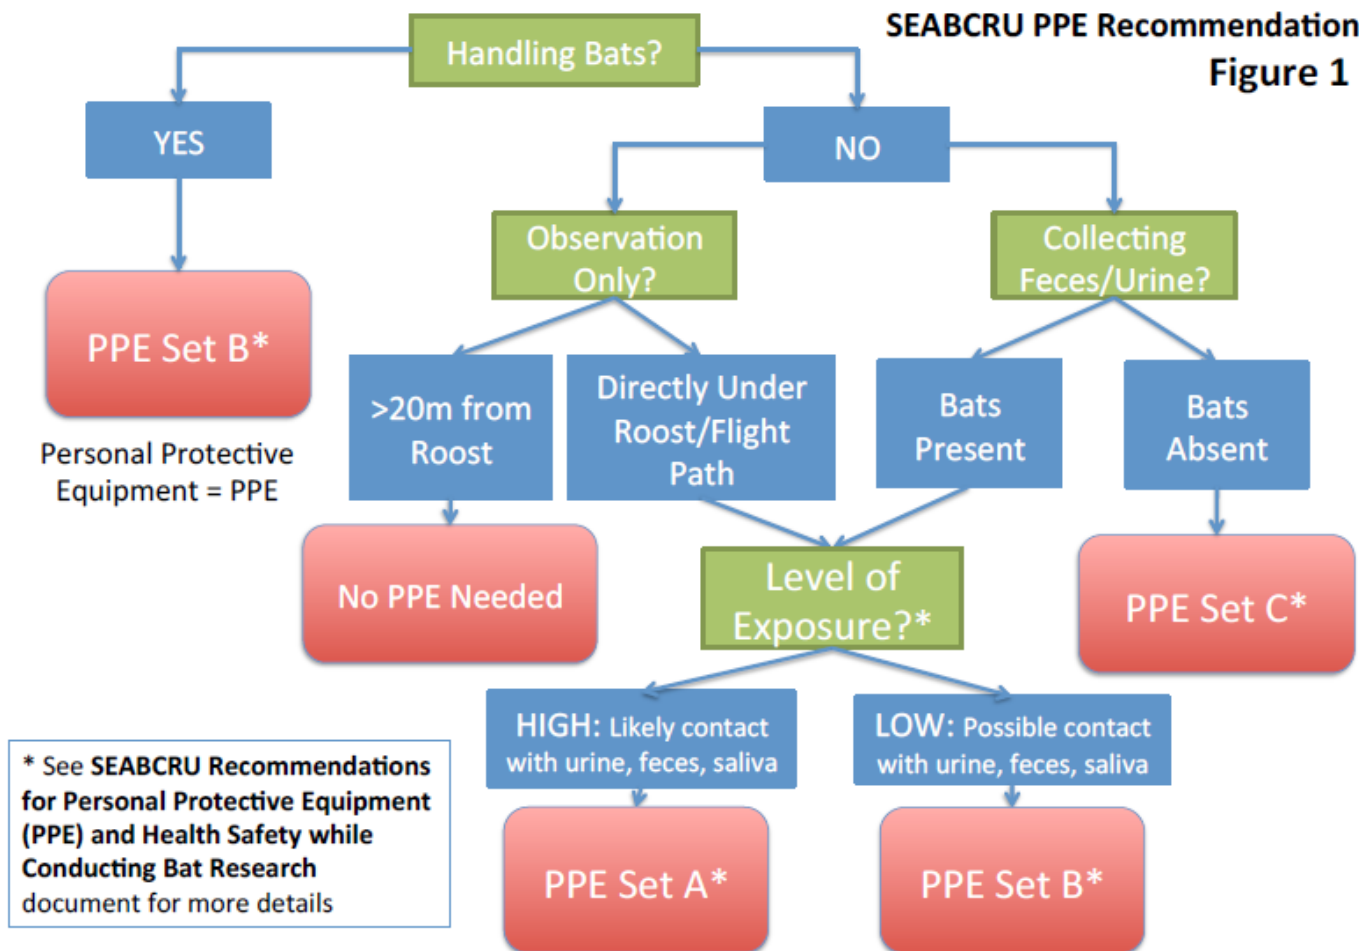 SEABCRU PPE Recommendation
Figure 1
Handling Bats?
YES
NO
PPE Set B*
Personal Protective
Equipment = PPE
Observation
Only?
Collecting
Feces/Urine?
>20m from
Roost
Directly Under
Roost/Flight
Path
Bats
Present
Bats
Absent
No PPE Needed
Level of
Exposure?*
PPE Set C*
HIGH: Likely contact
with urine, feces, saliva
LOW: Possible contact
with urine, feces, saliva
PPE Set A*
PPE Set B*
* See SEABCRU Recommendations
for Personal Protective Equipment
(PPE) and Health Safety while
Conducting Bat Research
document for more details